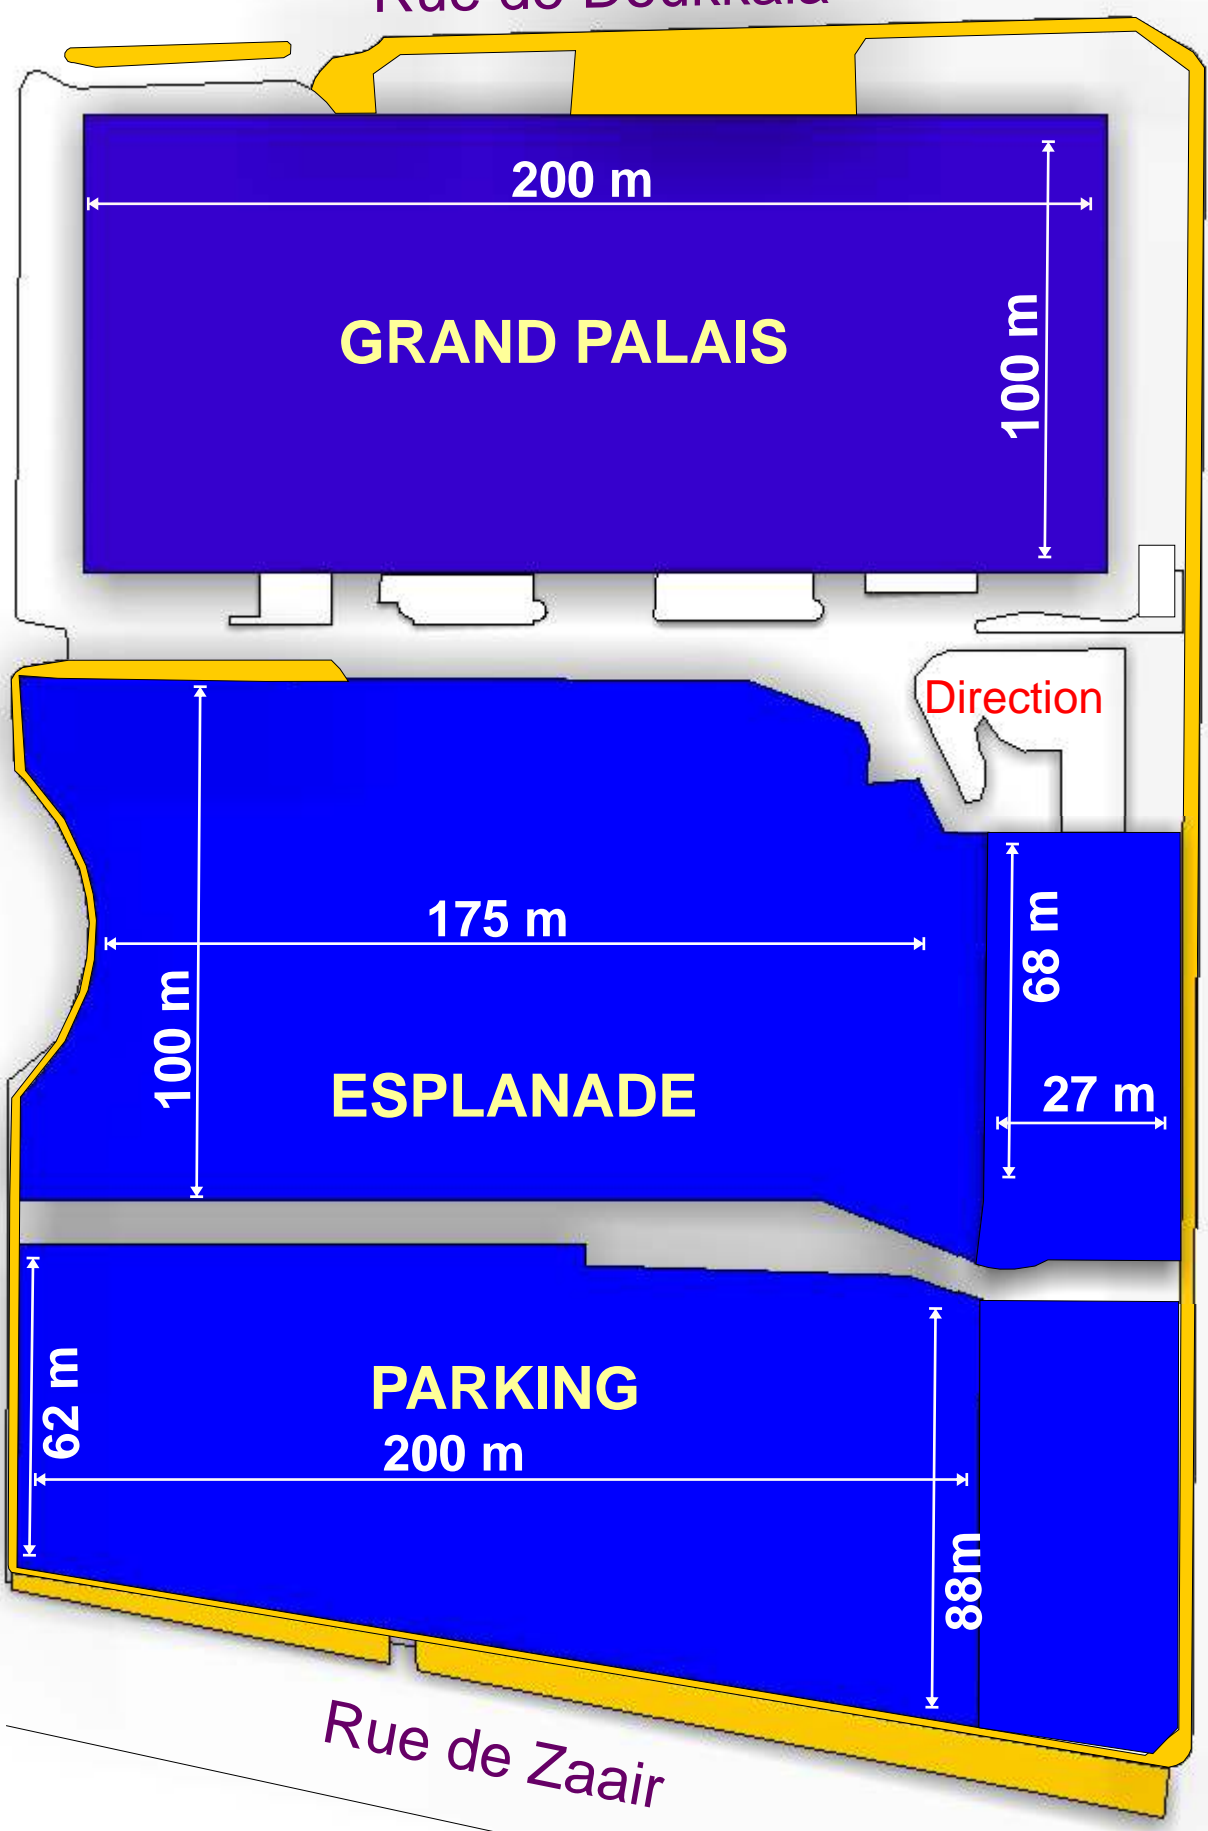 200 m
100 m
GRAND PALAIS
Direction
175 m
68 m
100 m
27 m
ESPLANADE
62 m
PARKING
200 m
88m
Rue de Zaair